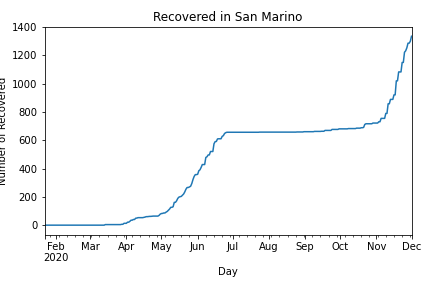 Recovered in San Marino
Number of Recovered
1400
1200
1000
800
600
400
200
0
Feb Mar Apr May Jun Jul Aug Sep Oct Nov Dec
2020
Day